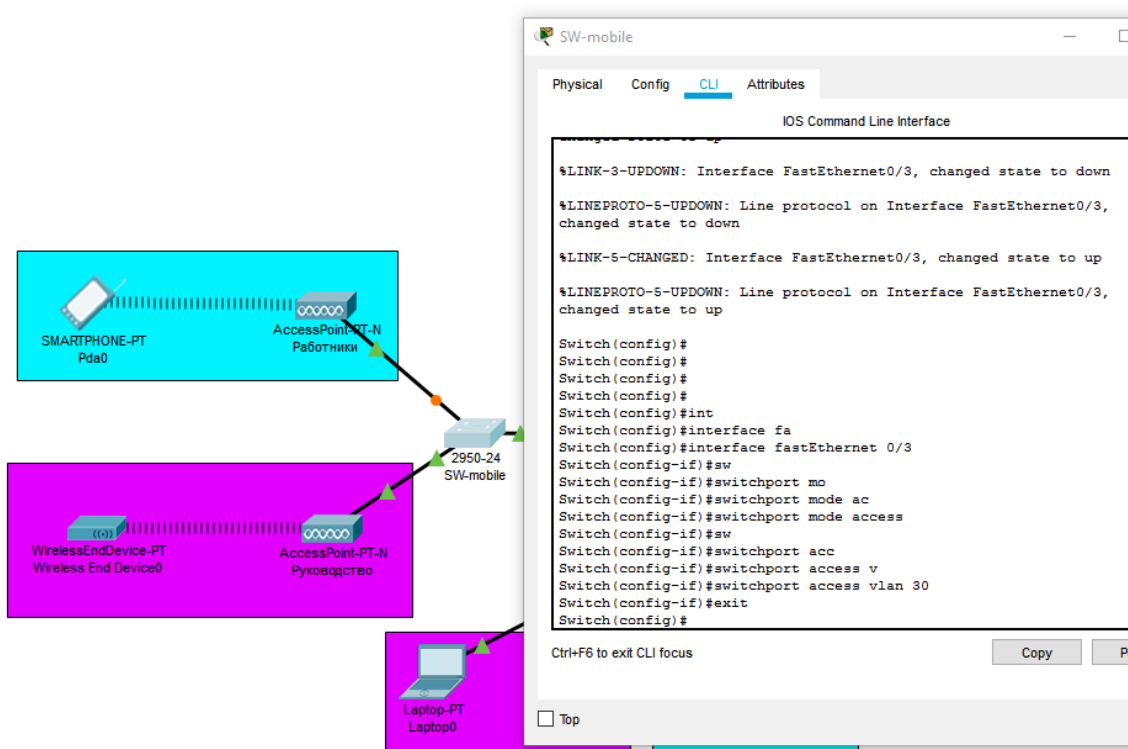 SW-mobile
Physical Config CLI Attributes
IOS Command Line Interface
%LINK-3-UPDOWN: Interface FastEthernet0/3, changed state to down
%LINEPROTO-5-UPDOWN: Line protocol on Interface FastEthernet0/3,
changed state to down
%LINK-5-CHANGED: Interface FastEthernet0/3, changed state to up
%LINEPROTO-5-UPDOWN: Line protocol on Interface FastEthernet0/3,
changed state to up
Switch(config)#
Switch(config)#
Switch(config)#
Switch(config)#
Switch(config)#int
Switch(config)#interface fa
Switch(config)#interface fastEthernet 0/3
Switch(config-if)#sw
Switch(config-if)#switchport mo
Switch(config-if)#switchport mode ac
Switch(config-if)#switchport mode access
Switch(config-if)#sw
Switch(config-if)#switchport acc
Switch(config-if)#switchport access v
Switch(config-if)#switchport access vlan 30
Switch(config-if)#exit
Switch(config)#
Ctrl+F6 to exit CLI focus
Copy
P
Top
SMARTPHONE-PT
Pda0
AccessPoint-PT-N
Работники
2950-24
SW-mobile
WirelessEndDevice-PT
Wireless End Device0
AccessPoint-PT-N
Руководство
Laptop-PT
Laptop0